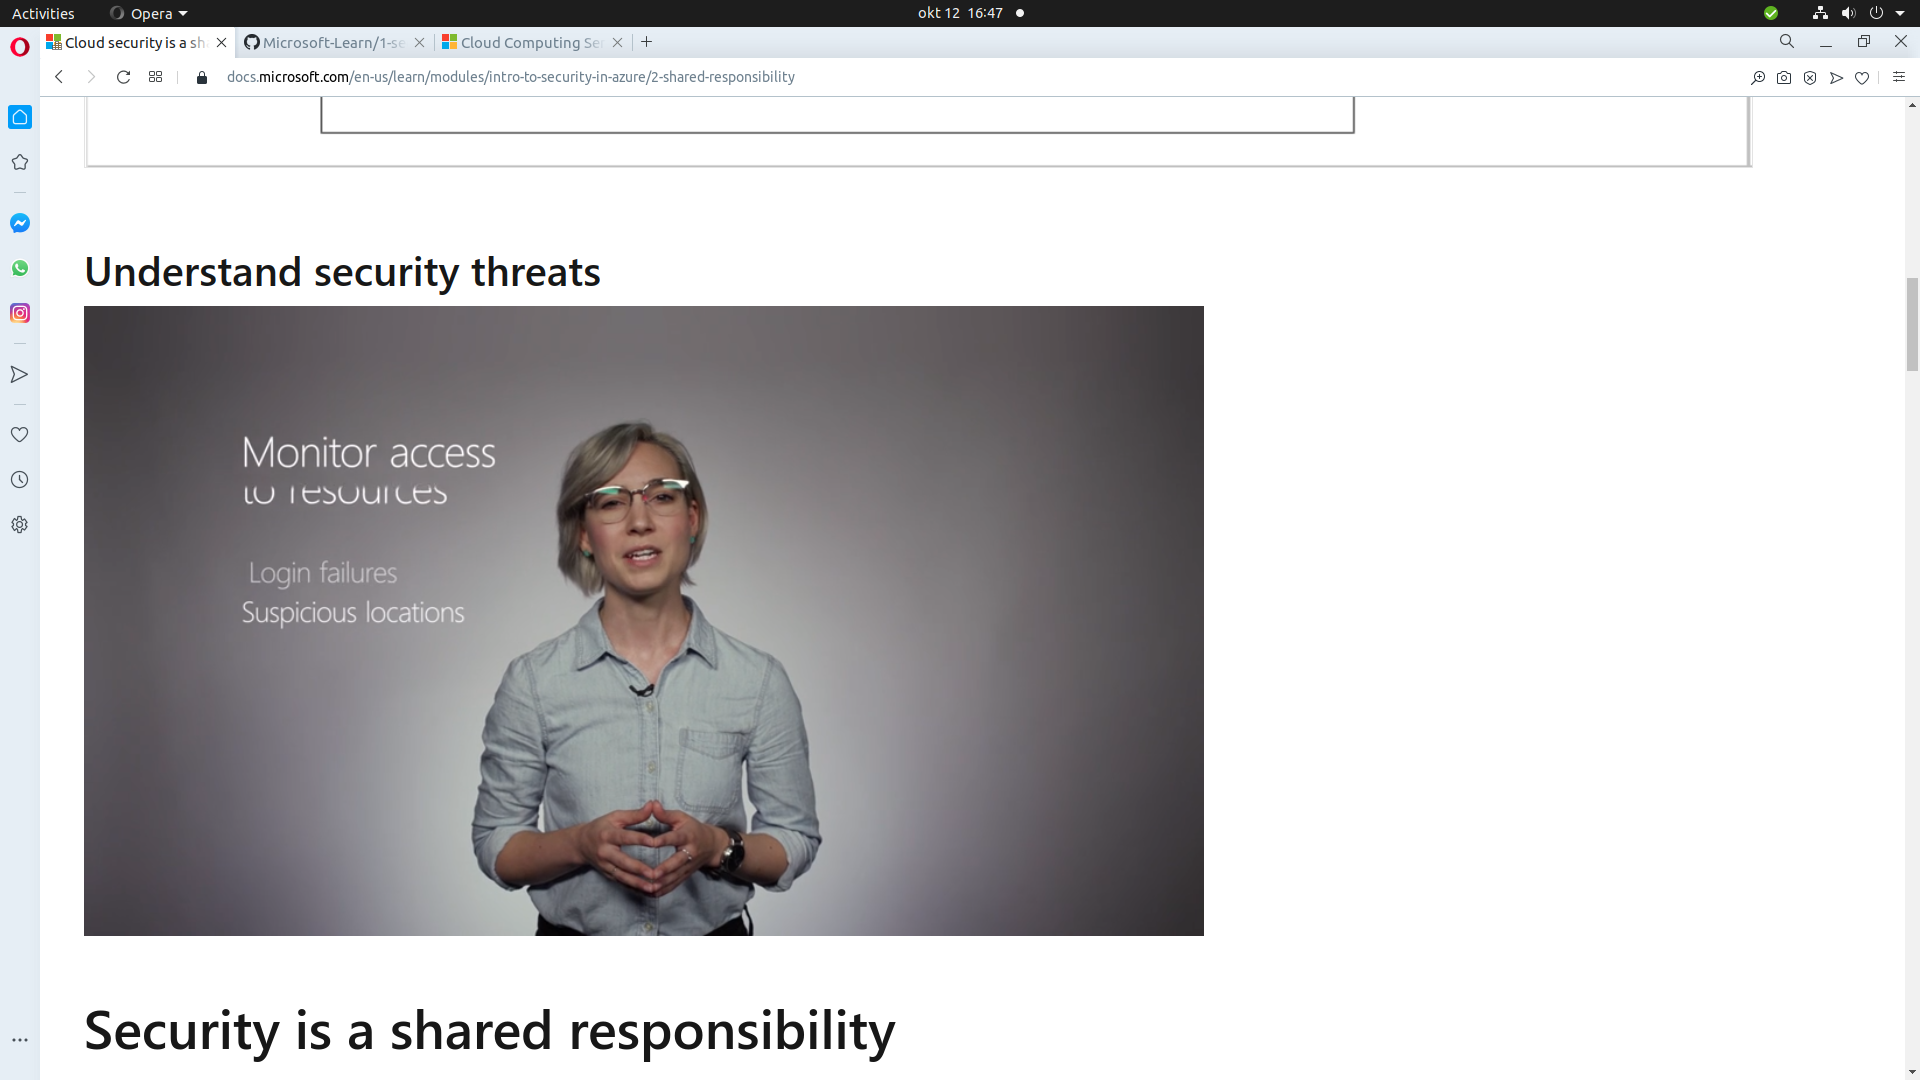 Activities
Opera
okt 12 16:47
Cloud security is a sh
Microsoft-Learn/1-se
Cloud Computing Ser
docs.microsoft.com/en-us/learn/modules/intro-to-security-in-azure/2-shared-responsibility
Understand security threats
Monitor access
to resources
Login failures
Suspicious locations
Security is a shared responsibility